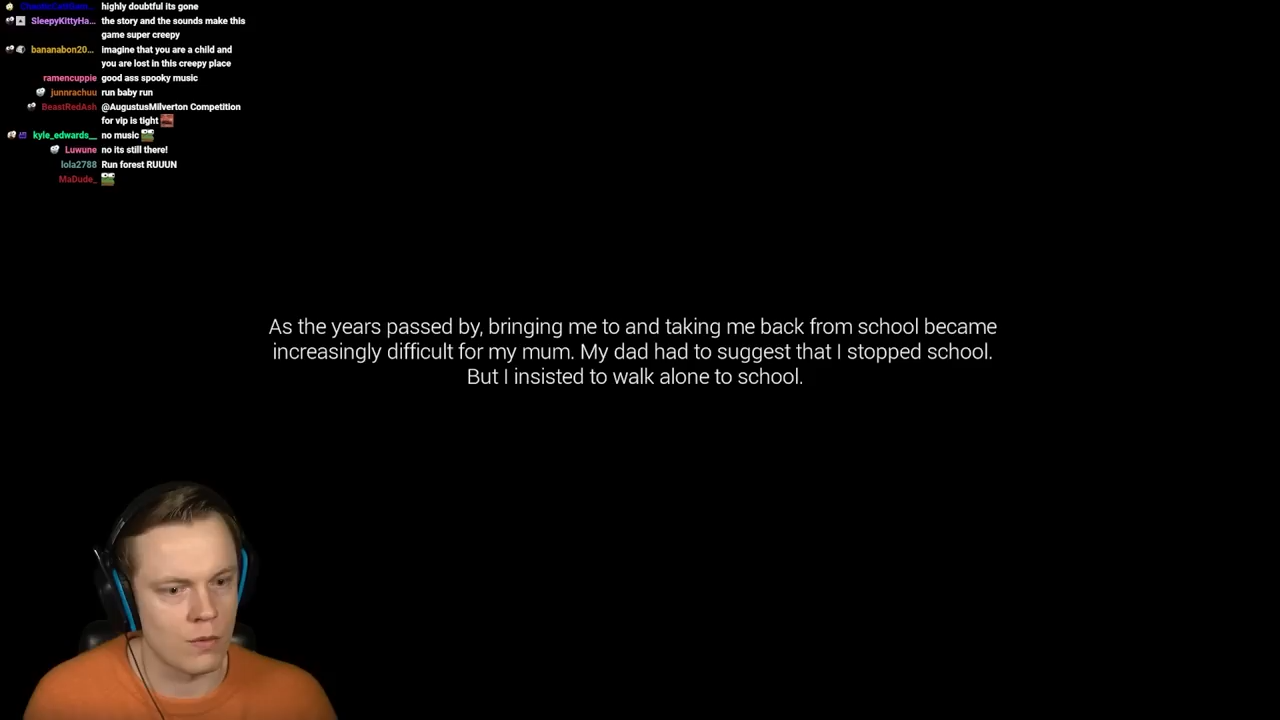 highly doubtful its gone
SleepyKittyHa... the story and the sounds make this
game super creepy
bananabon20... imagine that you are a child and
you are lost in this creepy place
ramencuppie good ass spooky music
junnrachuu run baby run
BeastRedAsh @AugustusMilverton Competition
for vip is tight
kyle_edwards__ no music
Luwune no its still there!
lola2788 Run forest RUUUN
MaDude_
As the years passed by, bringing me to and taking me back from school became
increasingly difficult for my mum. My dad had to suggest that I stopped school.
But I insisted to walk alone to school.